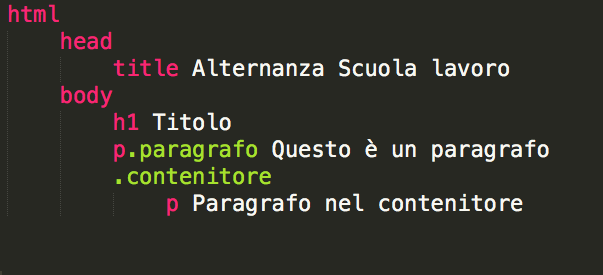 html
head
title Alternanza Scuola lavoro
body
h1 Titolo
p.paragrafo Questo è un paragrafo
.contenitore
p Paragrafo nel contenitore